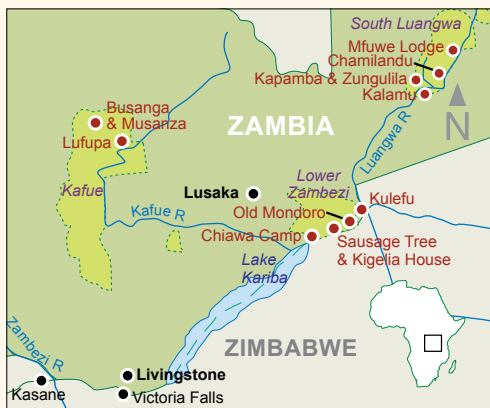 South Luangwa
Mfuwe Lodge
Chamilandu
Kapamba & Zungulila
Kalamu
Busanga
& Musanza
Lufupa
ZAMBIA
Luangwa R
N
Kafue
Lusaka
Lower
Zambezi
Kulefu
Kafue R
Old Mondoro
Chiawa Camp
Sausage Tree
& Kigelia House
Lake
Kariba
ZIMBABWE
Zambezi R
Livingstone
Kasane
Victoria Falls